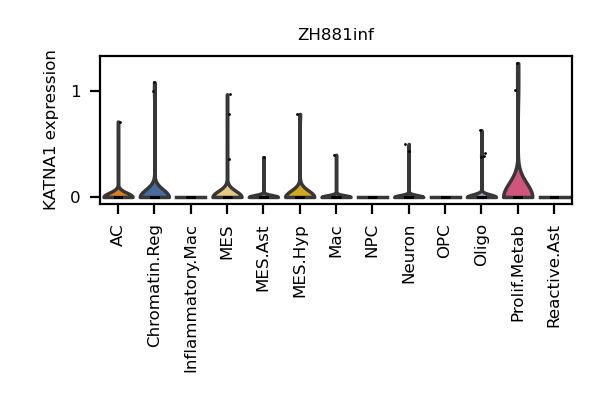 ZH881inf
KATNA1 expression
1
0
AC
Chromatin.Reg
Inflammatory.Mac
MES
MES.Ast
MES.Hyp
Mac
NPC
Neuron
OPC
Oligo
Prolif.Metab
Reactive.Ast